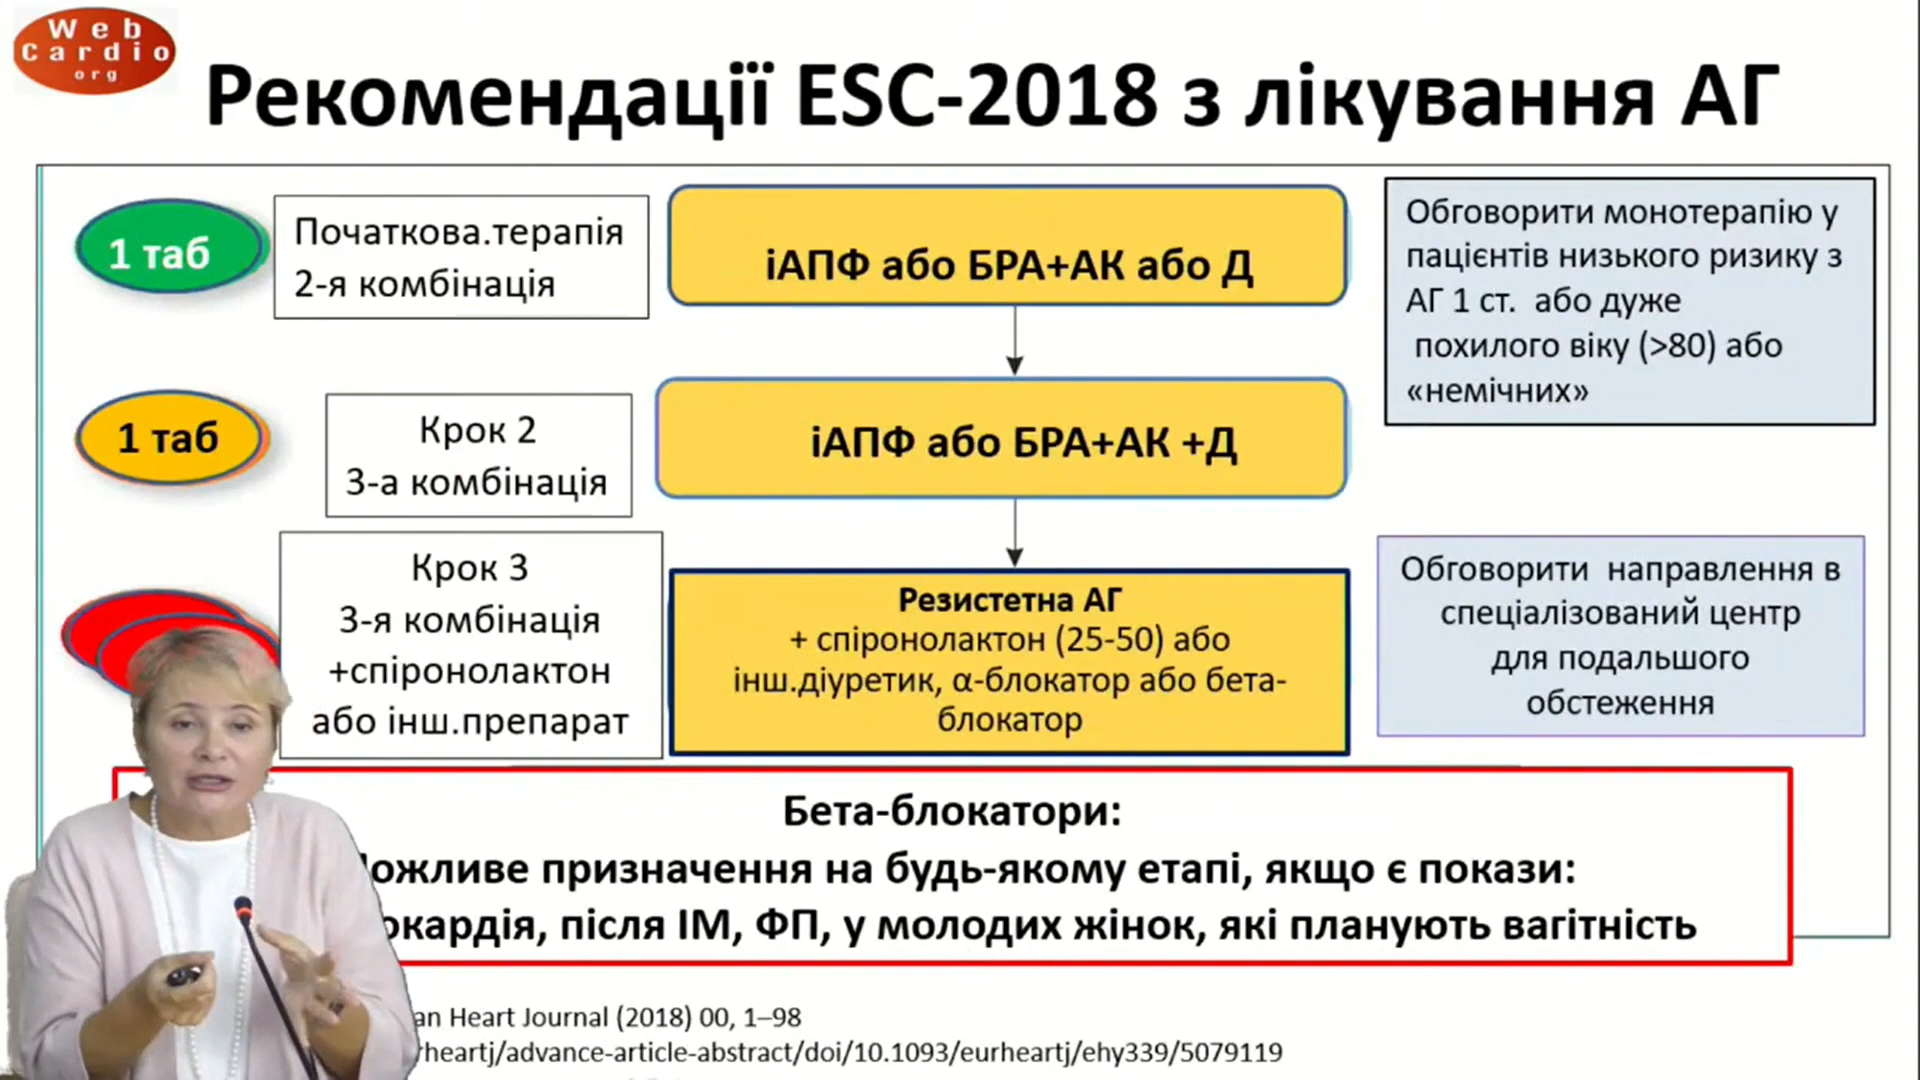 Web
Cardio
org
Рекомендації ESC-2018 з лікування АГ
1 таб
Початкова.терапія
2-я комбінація
іАПФ або БРА+АК або Д
Обговорити монотерапію у
пацієнтів низького ризику з
АГ 1 ст. або дуже
похилого віку (>80) або
«немічних»
1 таб
Крок 2
3-а комбінація
іАПФ або БРА+АК +Д
Крок 3
3-я комбінація
+спіронолактон
або інш.препарат
Резистетна АГ
+ спіронолактон (25-50) або
інш.діуретик, α-блокатор або бета-
блокатор
Обговорити направлення в
спеціалізований центр
для подальшого
обстеження
Бета-блокатори:
призначення на будь-якому етапі, якщо є покази:
після ІМ, ФП, у молодих жінок, які планують вагітність
Heart Journal (2018) 00, 1–98
heartj/advance-article-abstract/doi/10.1093/eurheartj/ehy339/5079119